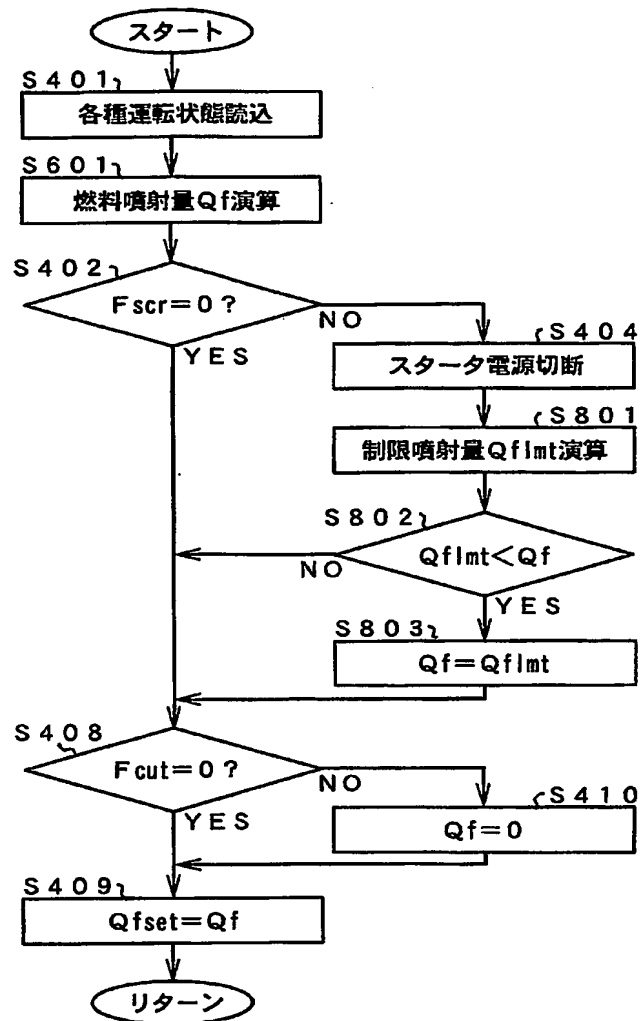 スタート
S401
各種運転状態読込
S601
燃料噴射量Qf演算
S402
Fscr=0?
NO
YES
S404
スタータ電源切断
S801
制限噴射量Qflmt演算
S802
Qflmt<Qf
NO
YES
S803
Qf=Qflmt
S408
Fcut=0?
NO
YES
S410
Qf=0
S409
Qfset=Qf
リターン